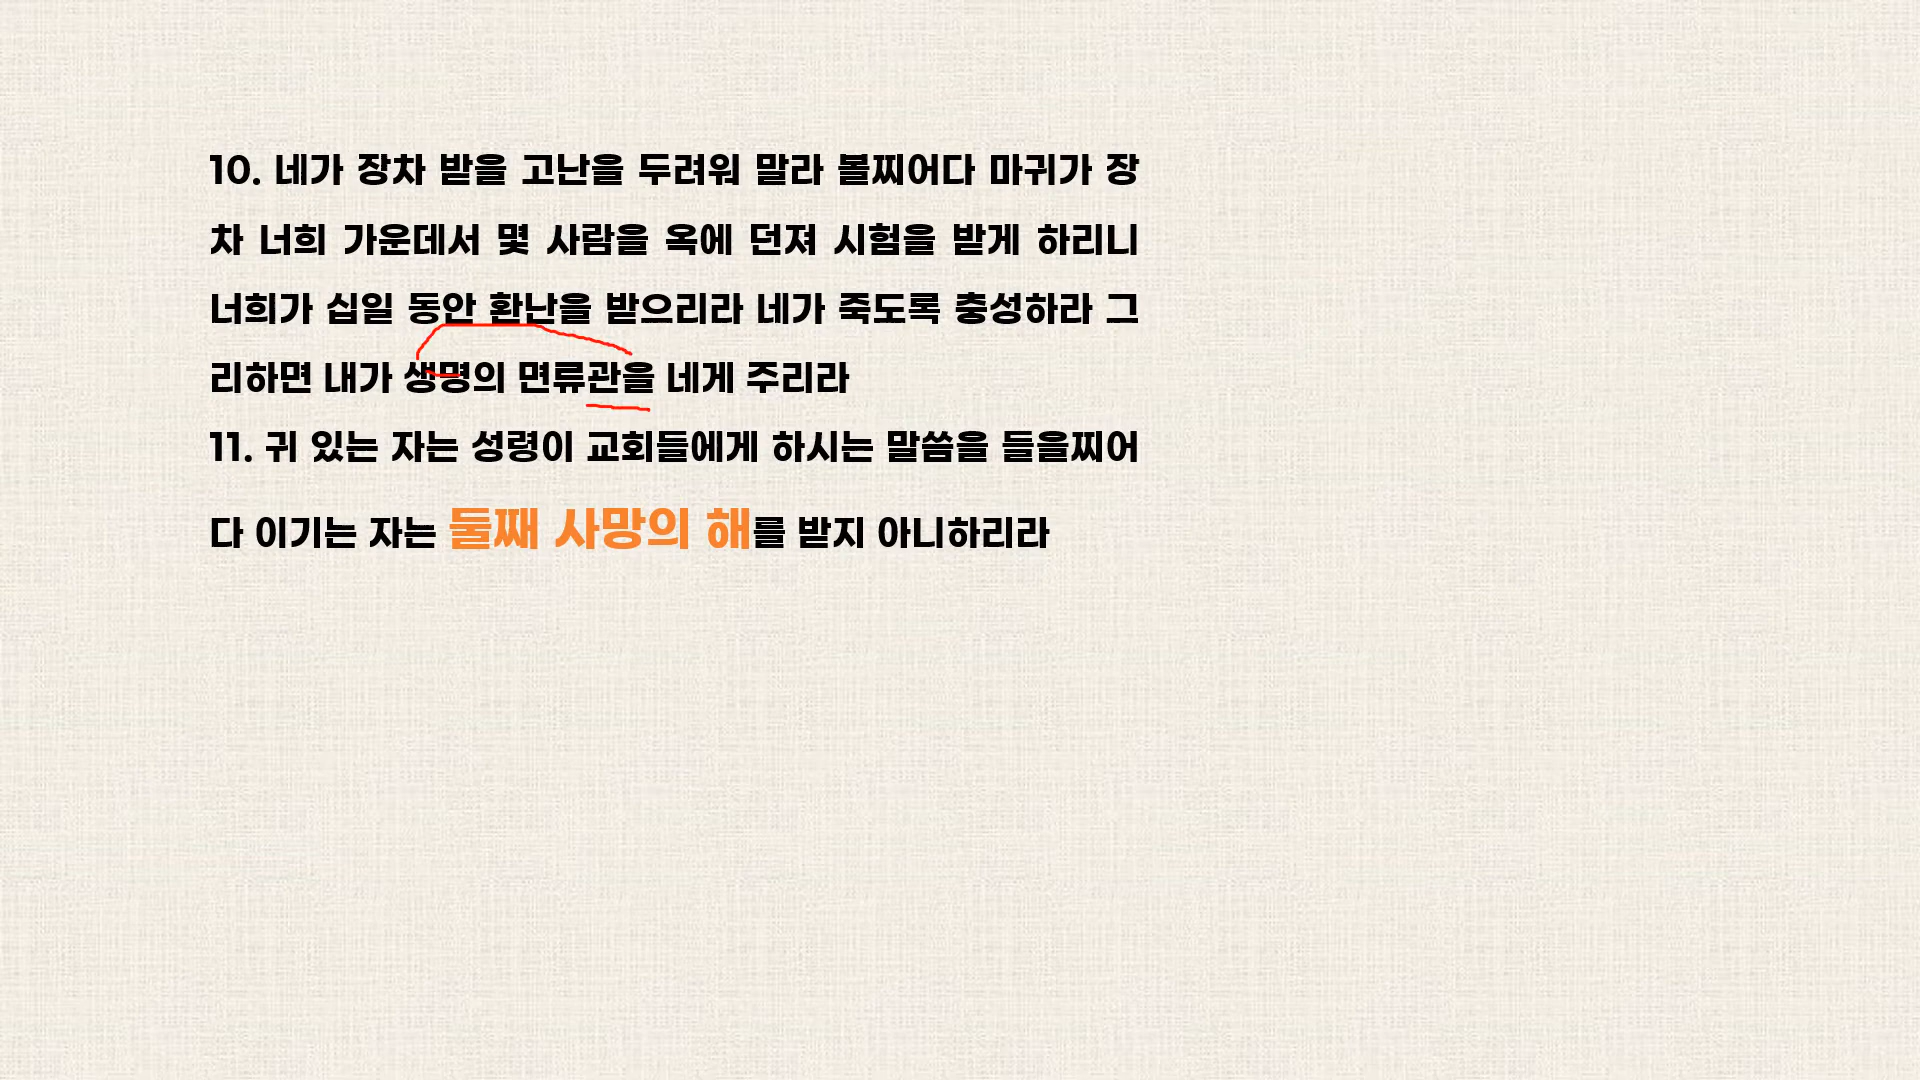 10. 네가 장차 받을 고난을 두려워 말라 볼찌어다 마귀가 장
차 너희 가운데서 몇 사람을 옥에 던져 시험을 받게 하리니
너희가 십일 동안 환난을 받으리라 네가 죽도록 충성하라 그
리하면 내가 생명의 면류관을 네게 주리라
11. 귀 있는 자는 성령이 교회들에게 하시는 말씀을 들을찌어
다 이기는 자는 둘째 사망의 해를 받지 아니하리라